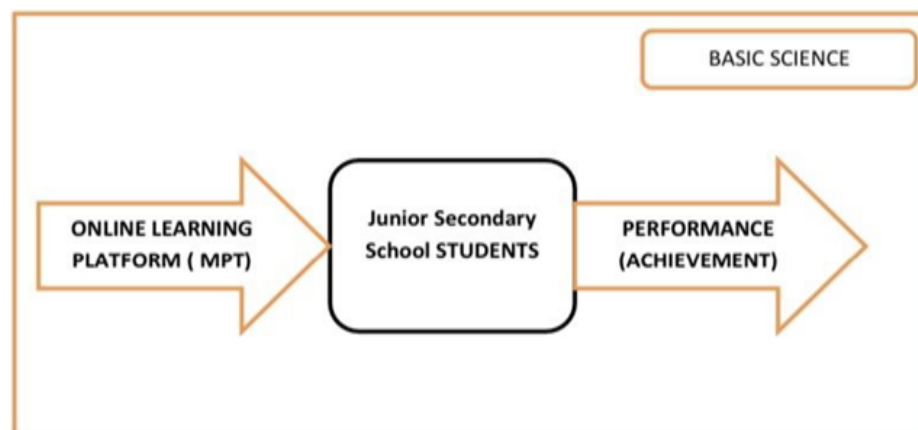 BASIC SCIENCE
ONLINE LEARNING
PLATFORM ( MPT)
Junior Secondary
School STUDENTS
PERFORMANCE
(ACHIEVEMENT)